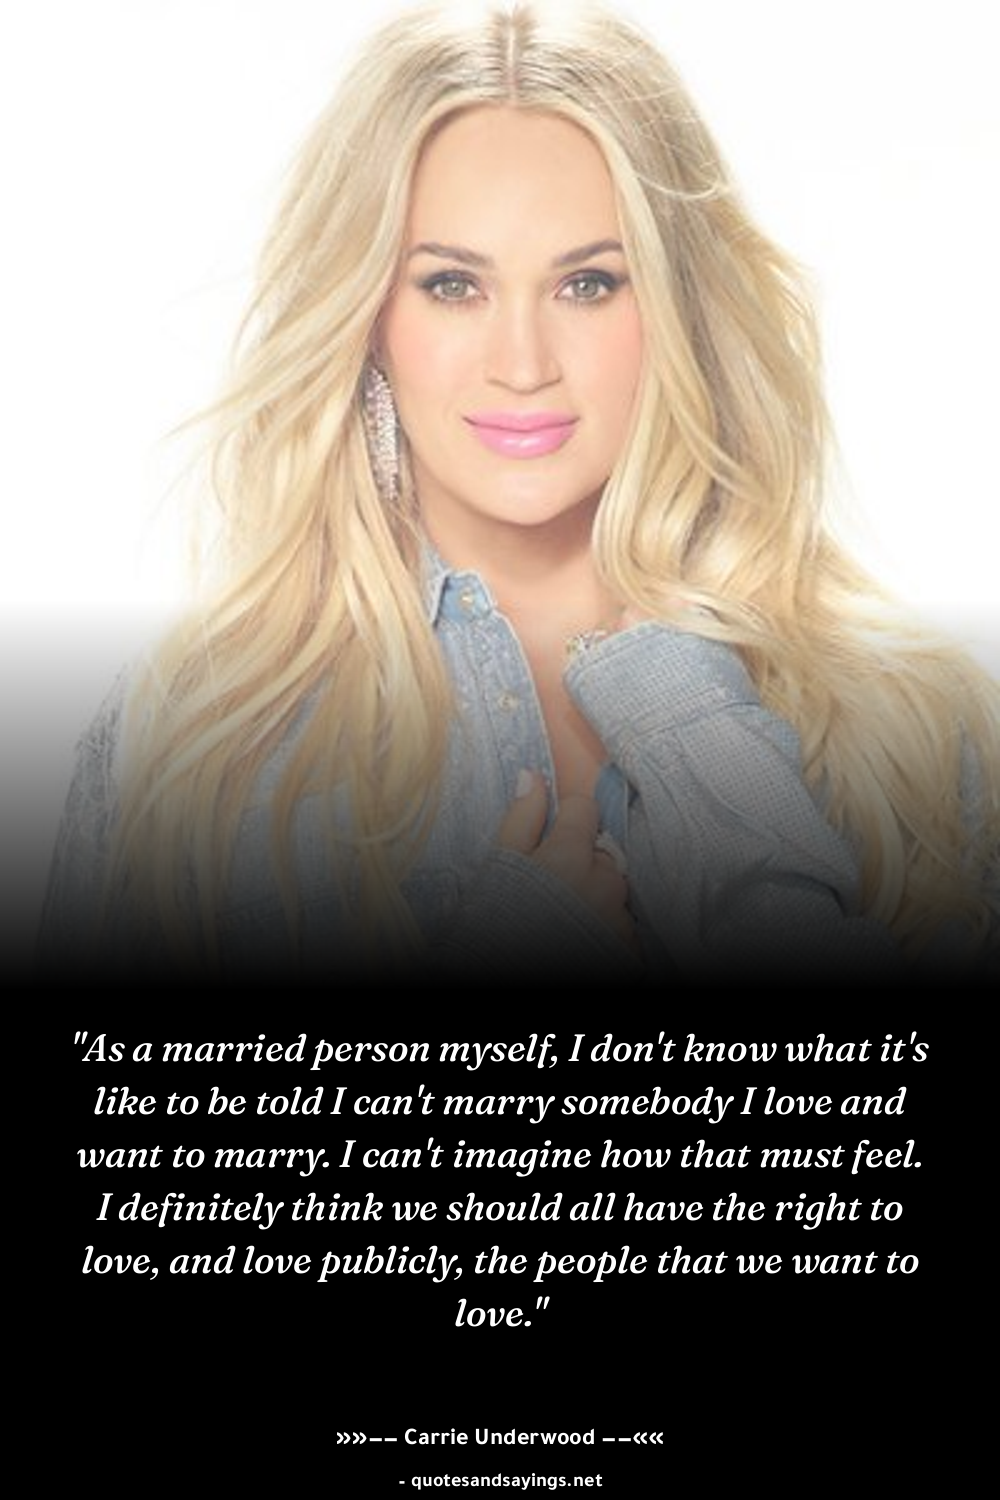 "As a married person myself, I don't know what it's
like to be told I can't marry somebody I love and
want to marry. I can't imagine how that must feel.
I definitely think we should all have the right to
love, and love publicly, the people that we want to
love."
»»–– Carrie Underwood ––««
- quotesandsayings.net